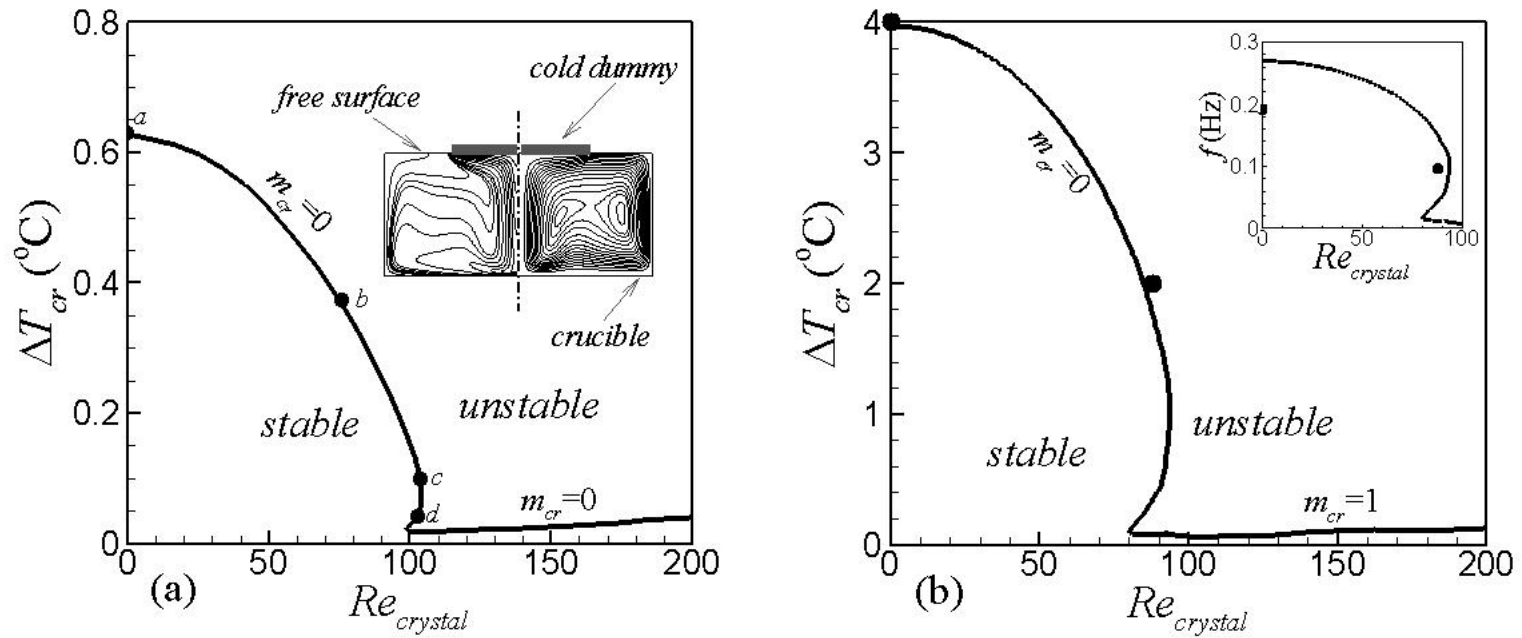 0.8
0.6
0.4
0.2
0
ΔT_cr (°C)
a
b
c
d
m_cr=0
free surface
cold dummy
crucible
stable
unstable
m_cr=0
0
50
100
150
200
(a)
Re_crystal
4
3
2
1
0
ΔT_cr (°C)
m_cr=0
0.3
0.2
0.1
0
f (Hz)
0
50
100
Re_crystal
stable
unstable
m_cr=1
0
50
100
150
200
(b)
Re_crystal